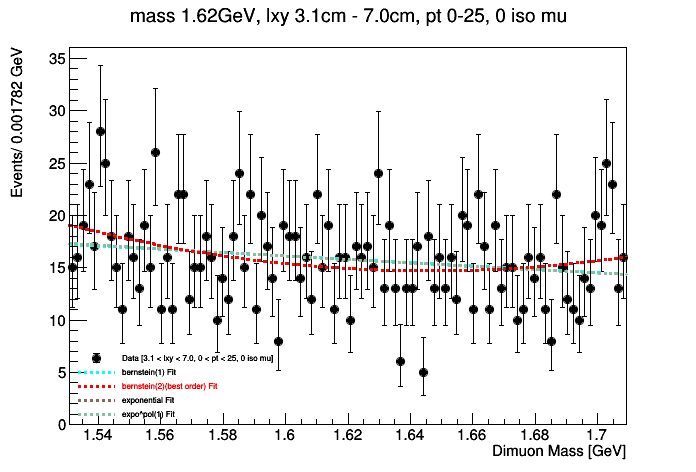 mass 1.62GeV, lxy 3.1cm - 7.0cm, pt 0-25, 0 iso mu
Events/ 0.001782 GeV
35
30
25
20
15
10
5
0
Data [3.1 < lxy < 7.0, 0 < pt < 25, 0 iso mu]
bernstein(1) Fit
bernstein(2)(best order) Fit
exponential Fit
expo*pol(1) Fit
1.54 1.56 1.58 1.6 1.62 1.64 1.66 1.68 1.7
Dimuon Mass [GeV]